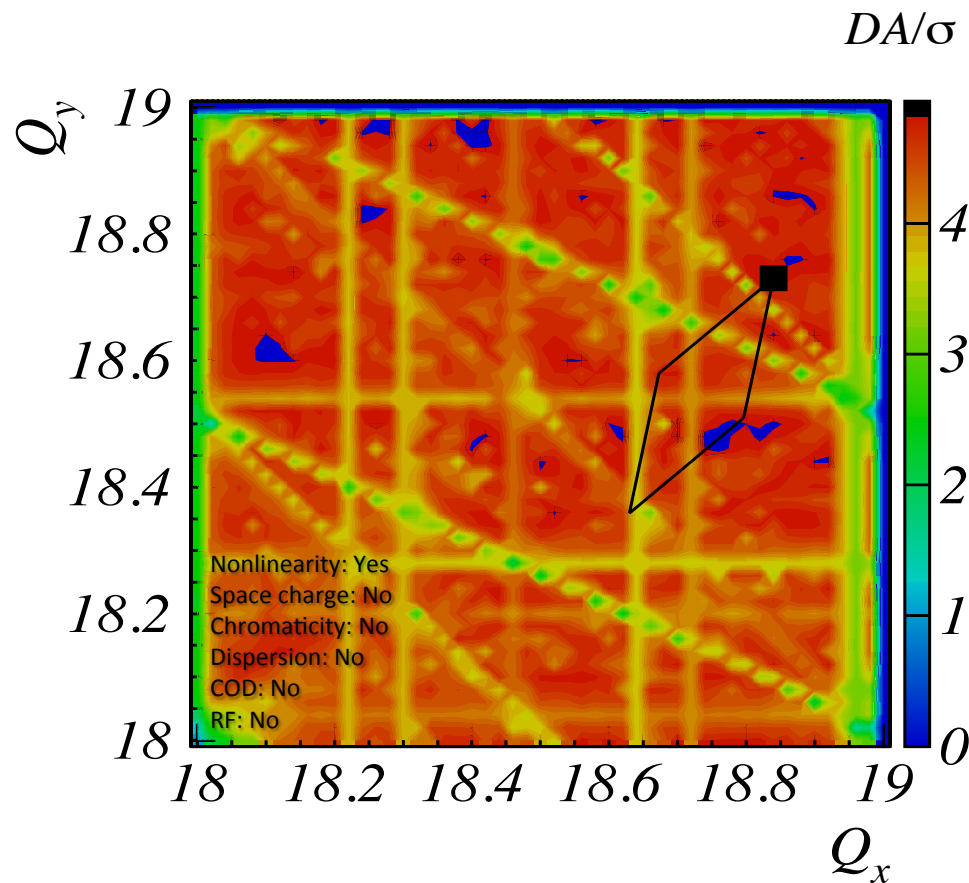 DA/σ
Q_y
19
18.8
18.6
18.4
18.2
18
4
3
2
1
0
Nonlinearity: Yes
Space charge: No
Chromaticity: No
Dispersion: No
COD: No
RF: No
18 18.2 18.4 18.6 18.8 19
Q_x